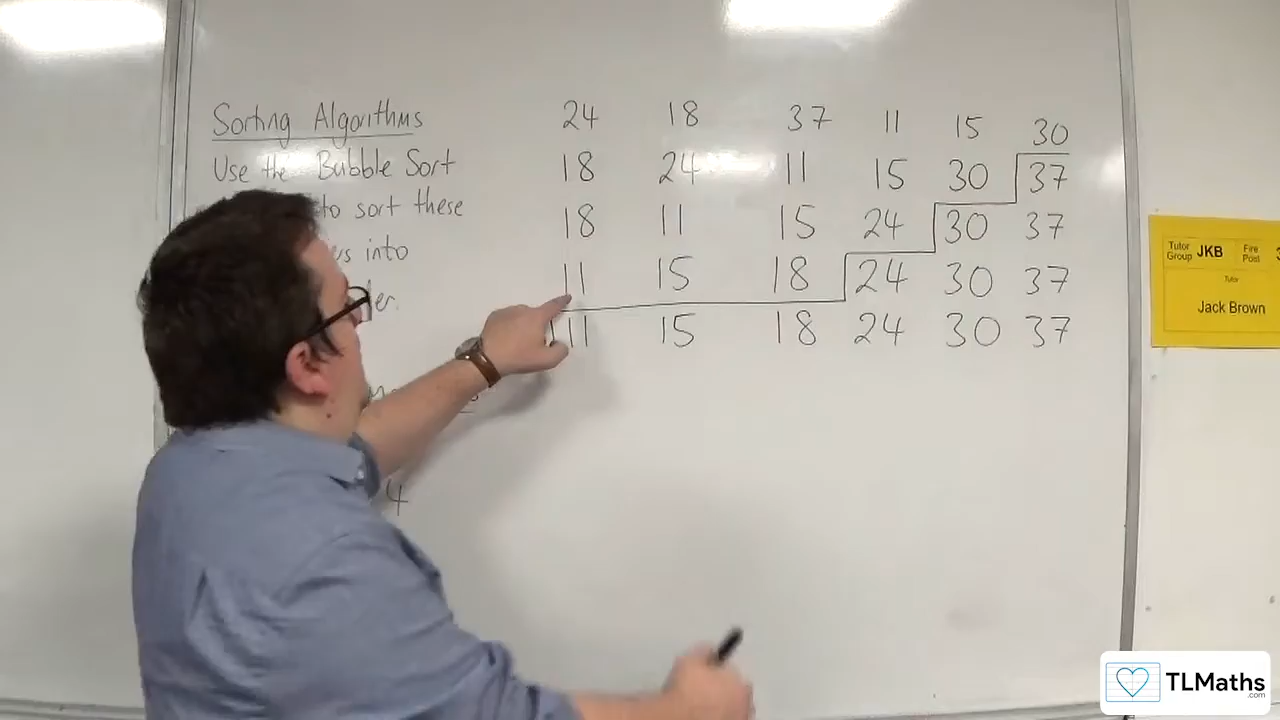 Sorting Algorithms
Use the Bubble Sort
to sort these
into
4
24 18 37 11 15 30
18 24 11 15 30 37
18 11 15 24 30 37
11 15 18 24 30 37
11 15 18 24 30 37
Tutor Group JKB Fire Post
Tutor
Jack Brown
TLMaths
.com